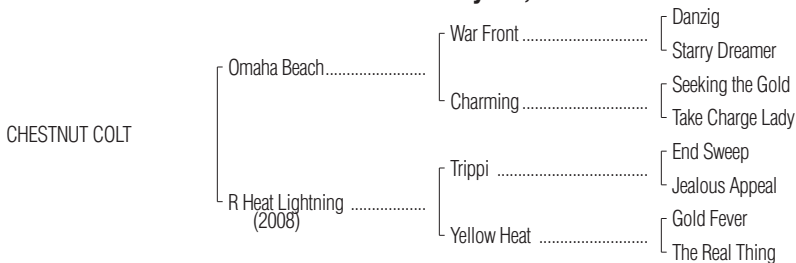 Danzig
War Front ..............................
Starry Dreamer
Omaha Beach........................
Seeking the Gold
Charming ..............................
Take Charge Lady
CHESTNUT COLT
End Sweep
Trippi ....................................
Jealous Appeal
R Heat Lightning ..................
(2008)
Gold Fever
Yellow Heat ..........................
The Real Thing